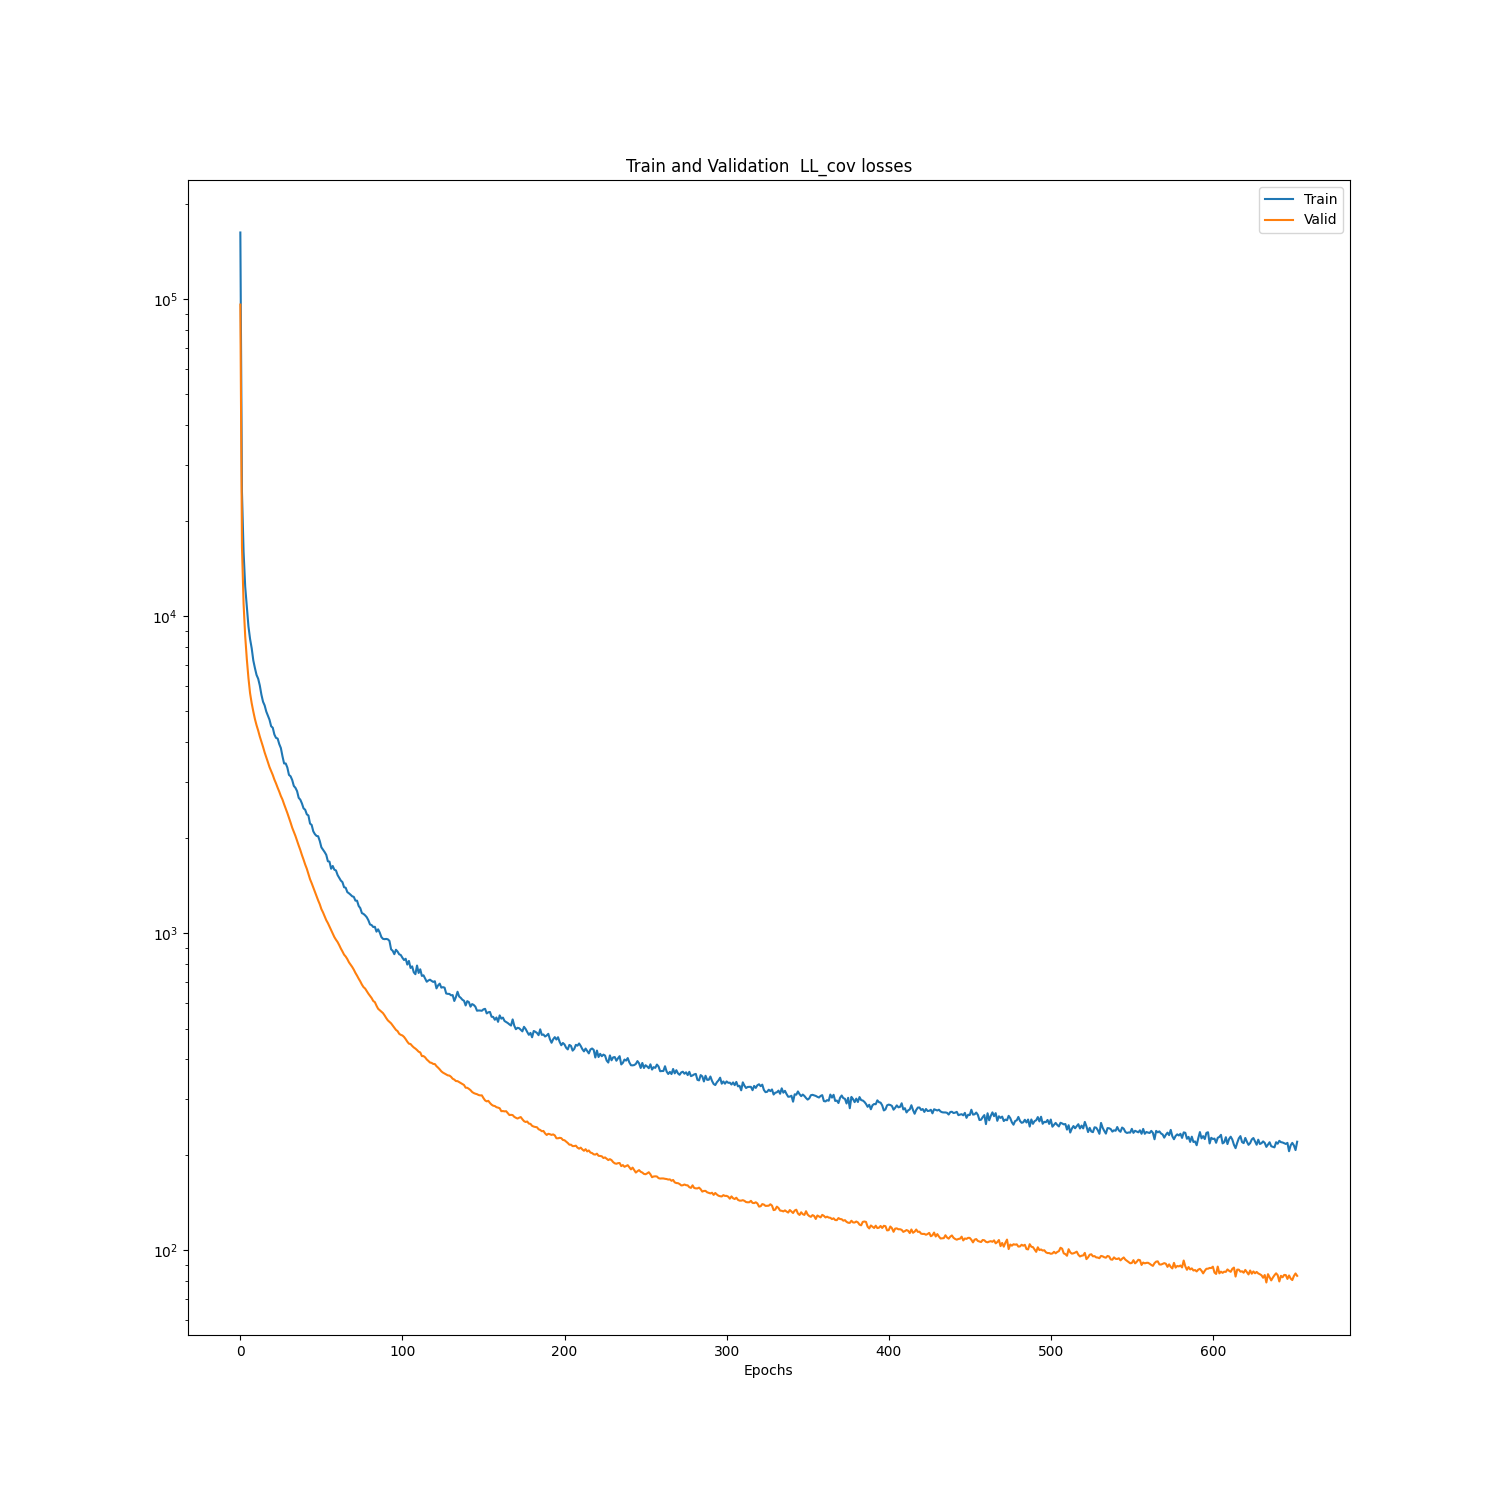 Train and Validation  LL_cov losses
Train
Valid
10^5
10^4
10^3
10^2
0 100 200 300 400 500 600
Epochs